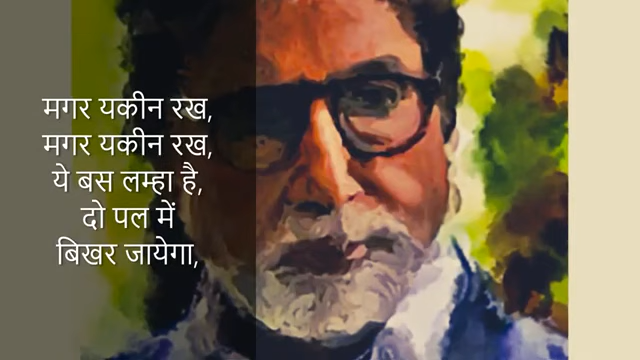 मगर यकीन रख,
मगर यकीन रख,
ये बस लम्हा है,
दो पल में
बिखर जायेगा,